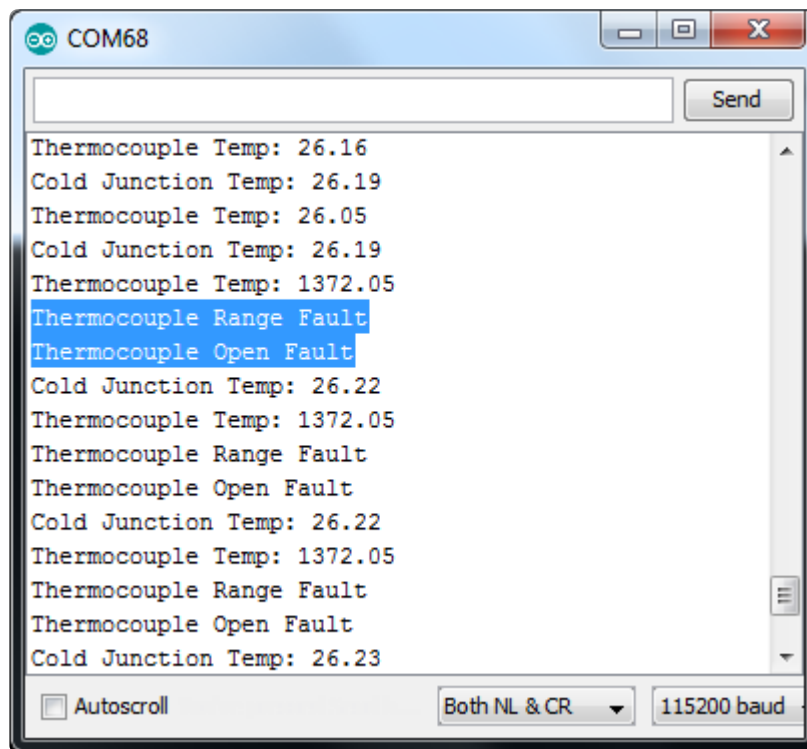 COM68
Send
Thermocouple Temp: 26.16
Cold Junction Temp: 26.19
Thermocouple Temp: 26.05
Cold Junction Temp: 26.19
Thermocouple Temp: 1372.05
Thermocouple Range Fault
Thermocouple Open Fault
Cold Junction Temp: 26.22
Thermocouple Temp: 1372.05
Thermocouple Range Fault
Thermocouple Open Fault
Cold Junction Temp: 26.22
Thermocouple Temp: 1372.05
Thermocouple Range Fault
Thermocouple Open Fault
Cold Junction Temp: 26.23
Autoscroll Both NL & CR 115200 baud